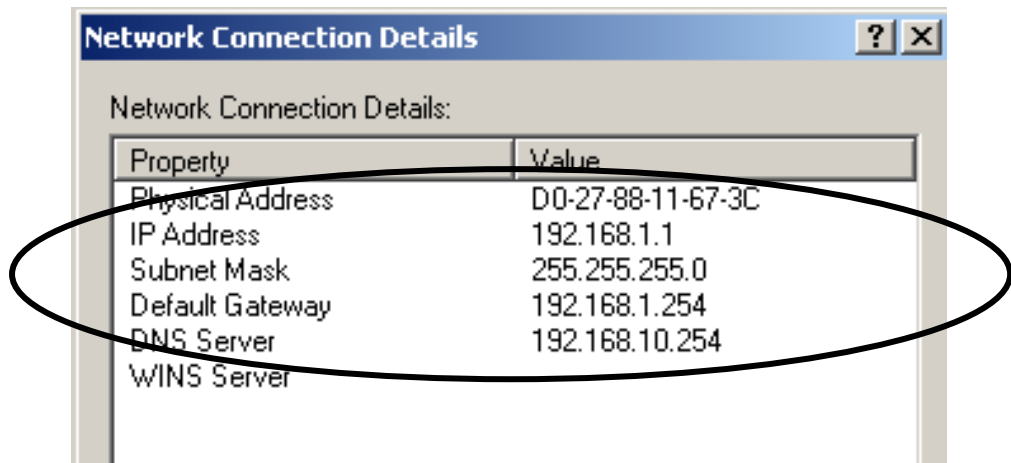 Network Connection Details
Network Connection Details:
Property Value
Physical Address D0-27-88-11-67-3C
IP Address 192.168.1.1
Subnet Mask 255.255.255.0
Default Gateway 192.168.1.254
DNS Server 192.168.10.254
WINS Server